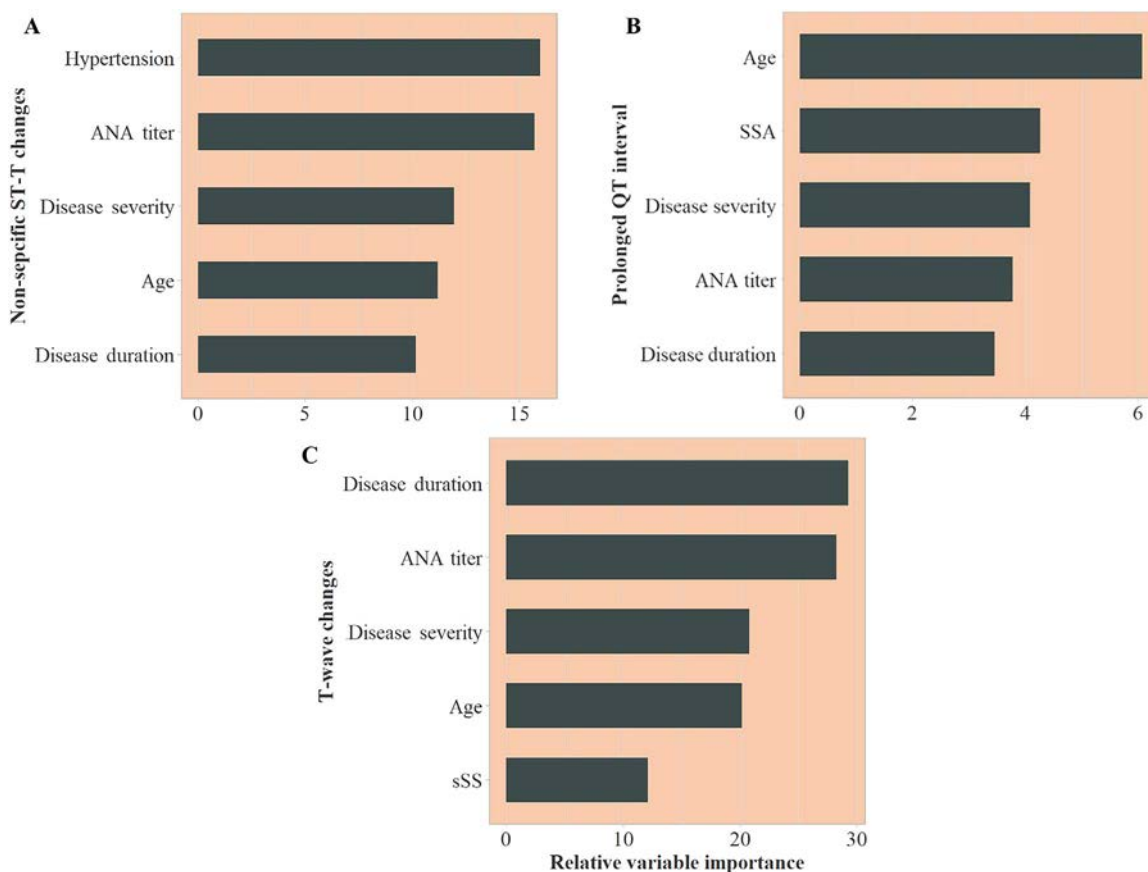 A
Non-sepcific ST-T changes
Hypertension
ANA titer
Disease severity
Age
Disease duration
0 5 10 15
B
Prolonged QT interval
Age
SSA
Disease severity
ANA titer
Disease duration
0 2 4 6
C
T-wave changes
Disease duration
ANA titer
Disease severity
Age
sSS
0 10 20 30
Relative variable importance